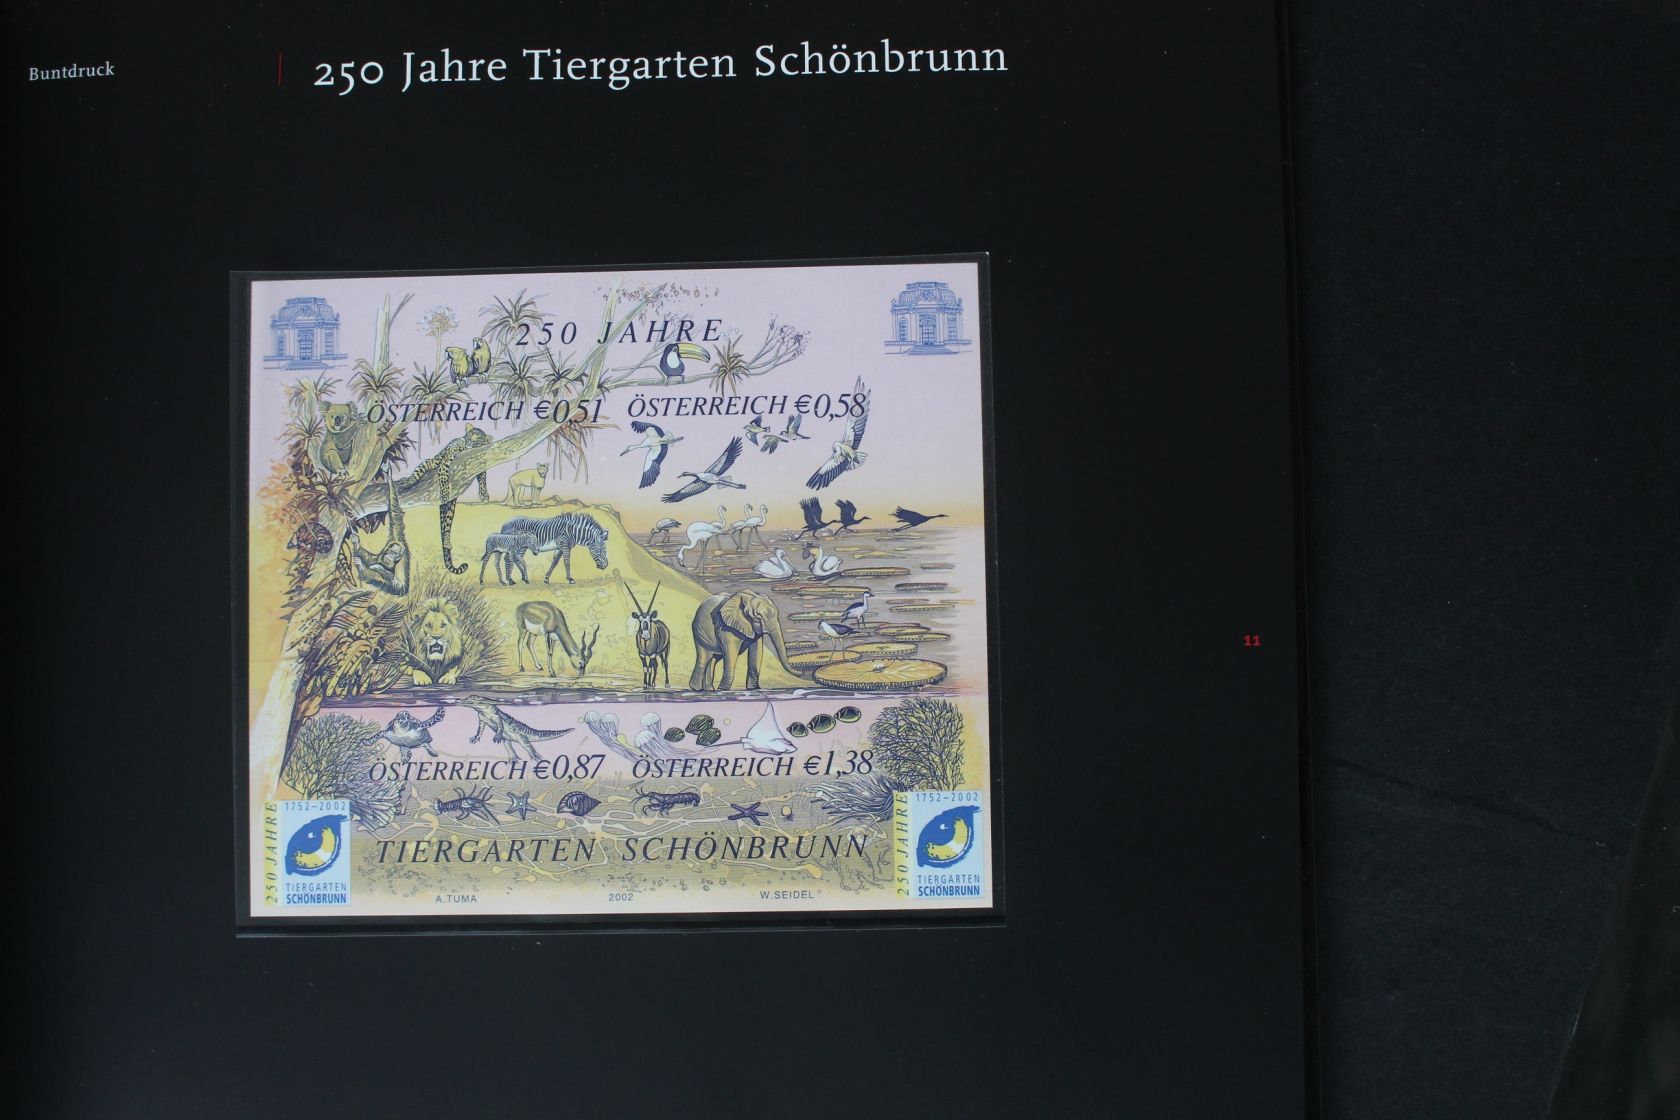 Buntdruck
250 Jahre Tiergarten Schönbrunn
250 JAHRE
ÖSTERREICH €0,51
ÖSTERREICH €0,58
ÖSTERREICH €0,87
ÖSTERREICH €1,38
TIERGARTEN SCHÖNBRUNN
250 JAHRE
1752-2002
TIERGARTEN
SCHÖNBRUNN
250 JAHRE
1752-2002
TIERGARTEN
SCHÖNBRUNN
A.TUMA
2002
W.SEIDEL
11